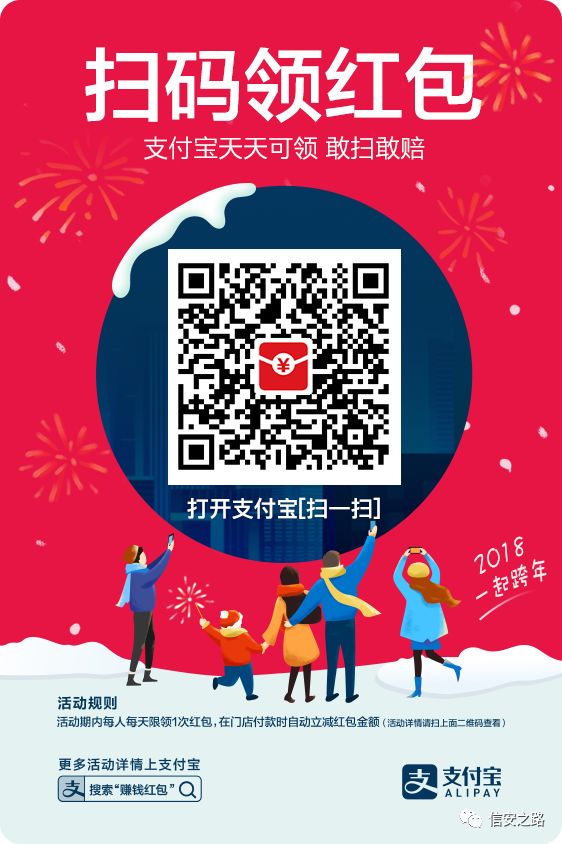 扫码领红包
支付宝天天可领 敢扫敢赔
¥
打开支付宝[扫一扫]
2018
一起跨年
活动规则
活动期内每人每天限领1次红包，在门店付款时自动立减红包金额（活动详情请扫上面二维码查看）
更多活动详情上支付宝
支 搜索“赚钱红包”
支 支付宝
ALIPAY
信安之路